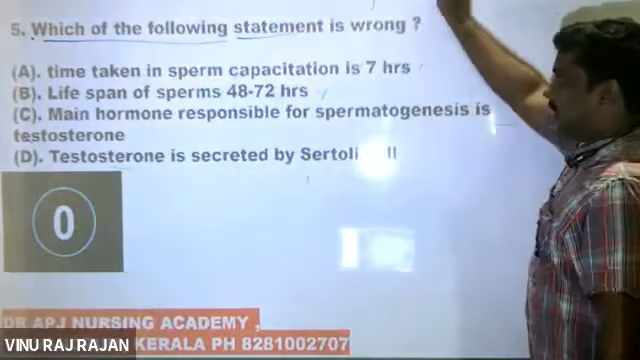 5. Which of the following statement is wrong ?
(A). time taken in sperm capacitation is 7 hrs
(B). Life span of sperms 48-72 hrs
(C). Main hormone responsible for spermatogenesis is
testosterone
(D). Testosterone is secreted by Sertoli ll
0
DR APJ NURSING ACADEMY ,
KERALA PH 8281002707
VINU RAJ RAJAN